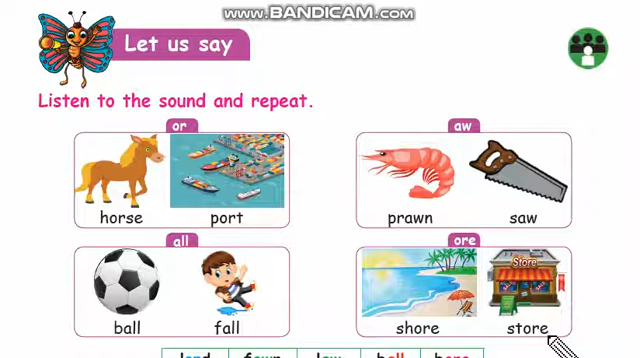 www.BANDICAM.com
Let us say
Listen to the sound and repeat.
or
horse port
aw
prawn saw
all
ball fall
ore
Store
shore store